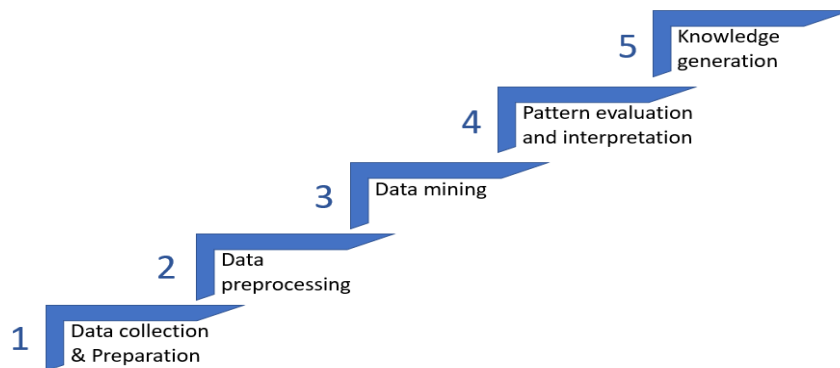 5
Knowledge
generation
4
Pattern evaluation
and interpretation
3
Data mining
2
Data
preprocessing
1
Data collection
& Preparation